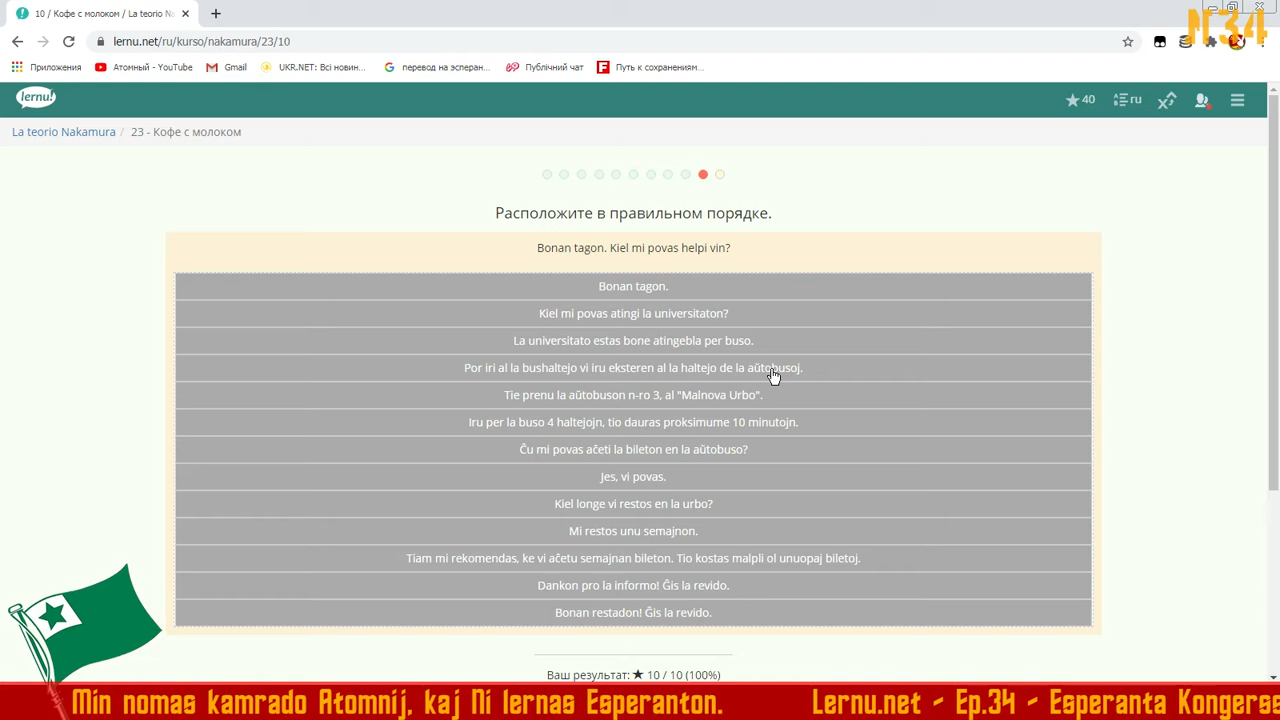 10 / Кофе с молоком / La teorio N
N34
lernu.net/ru/kurso/nakamura/23/10
Приложения
Атомный - YouTube
Gmail
UKR.NET: Всі новин...
перевод на эсперан...
Публічний чат
Путь к сохранениям...
lernu!
40
ru
La teorio Nakamura / 23 - Кофе с молоком
Расположите в правильном порядке.
Bonan tagon. Kiel mi povas helpi vin?
Bonan tagon.
Kiel mi povas atingi la universitaton?
La universitato estas bone atingebla per buso.
Por iri al la bushaltejo vi iru eksteren al la haltejo de la aŭtobusoj.
Tie prenu la aŭtobuson n-ro 3, al "Malnova Urbo".
Iru per la buso 4 haltejojn, tio dauras proksimume 10 minutojn.
Ĉu mi povas aĉeti la bileton en la aŭtobuso?
Jes, vi povas.
Kiel longe vi restos en la urbo?
Mi restos unu semajnon.
Tiam mi rekomendas, ke vi aĉetu semajnan bileton. Tio kostas malpli ol unuopaj biletoj.
Dankon pro la informo! Ĝis la revido.
Bonan restadon! Ĝis la revido.
Ваш результат: ★ 10 / 10 (100%)
Min nomas kamrado Atomnij, kaj Ni lernas Esperanton.
Lernu.net - Ep.34 - Esperanta Kongerse